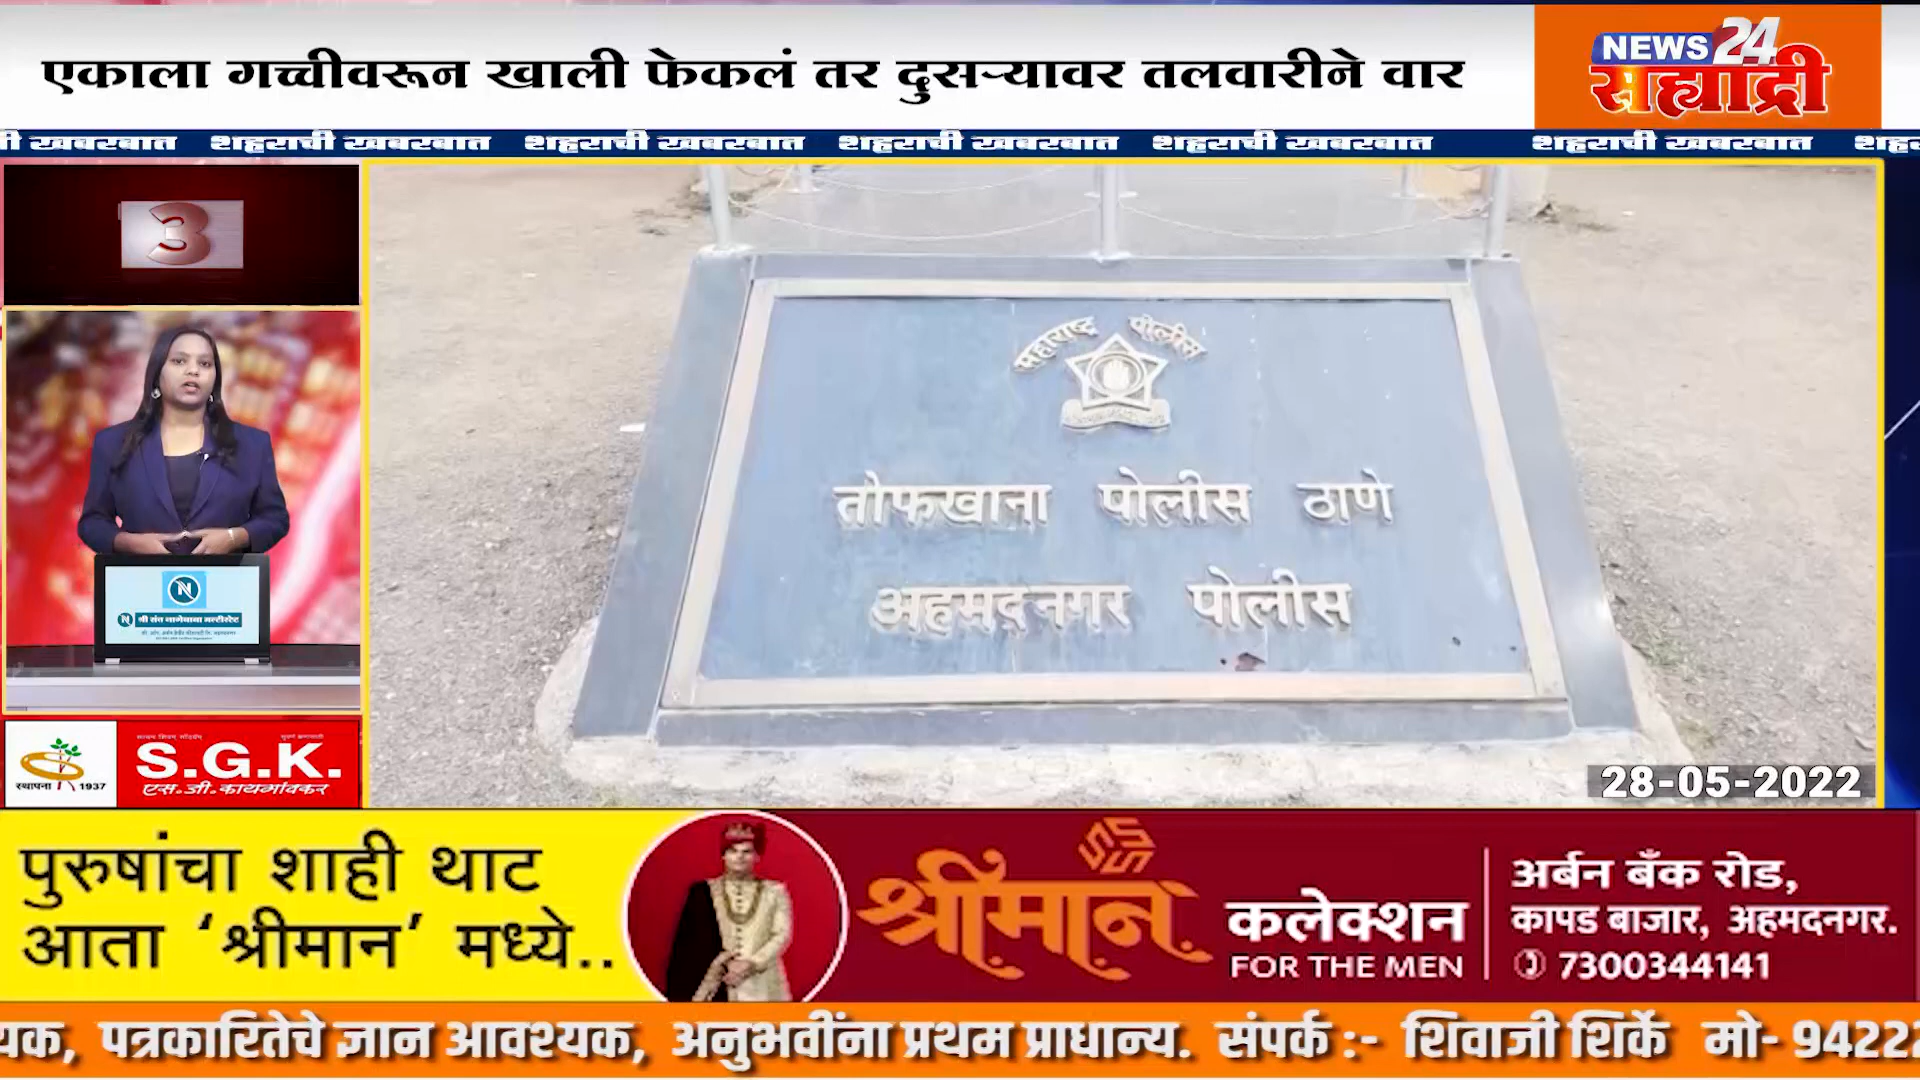 एकाला गच्चीवरून खाली फेकलं तर दुसऱ्यावर तलवारीने वार
NEWS 24
सह्याद्री
शहराची खबरबात शहराची खबरबात शहराची खबरबात शहराची खबरबात शहराची खबरबात
3
महाराष्ट्र पोलीस
तोफखाना पोलीस ठाणे
अहमदनगर पोलीस
N
श्री संत नागेबाबा मल्टीस्टेट
स्थापना 1937
S.G.K.
एस.जी.कायगांवकर
28-05-2022
पुरुषांचा शाही थाट
आता ‘श्रीमान’ मध्ये..
श्रीमान
कलेक्शन
FOR THE MEN
अर्बन बँक रोड,
कापड बाजार, अहमदनगर.
7300344141
पत्रकारितेचे ज्ञान आवश्यक, अनुभवींना प्रथम प्राधान्य. संपर्क :- शिवाजी शिर्के मो- 94222